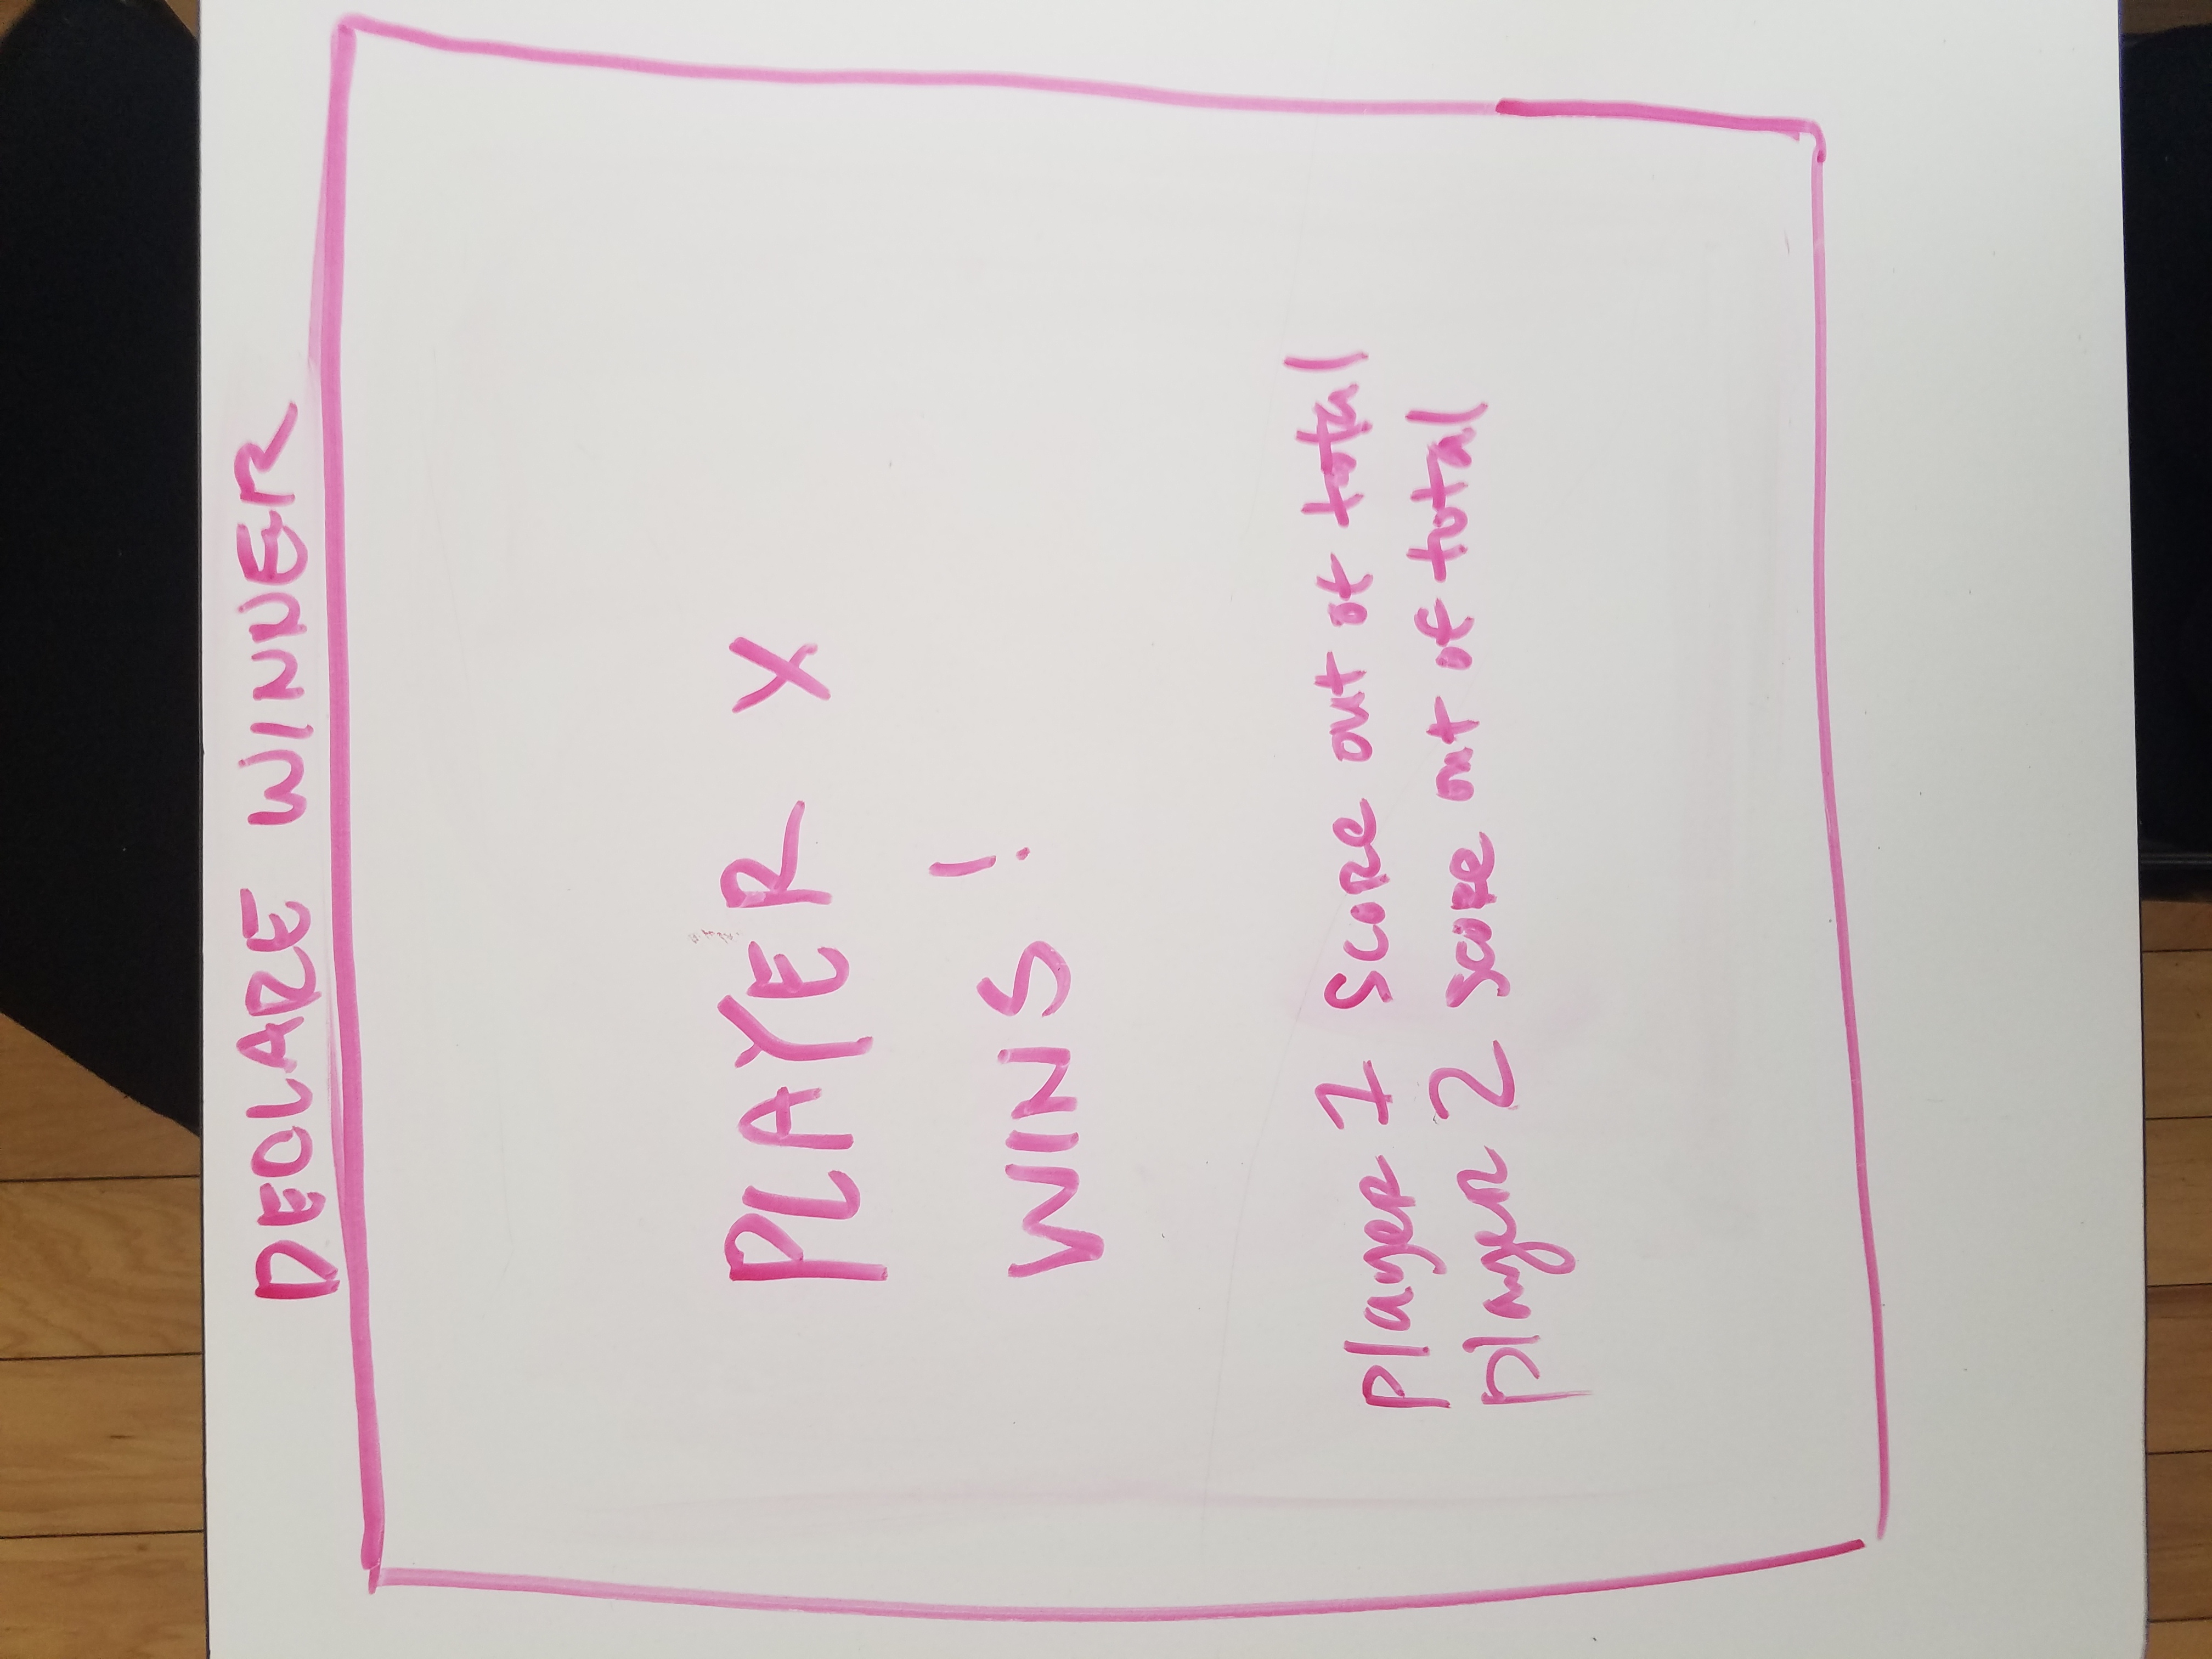 DECLARE WINNER
PLAYER X
WINS!
player 1 score out of total
player 2 score out of total